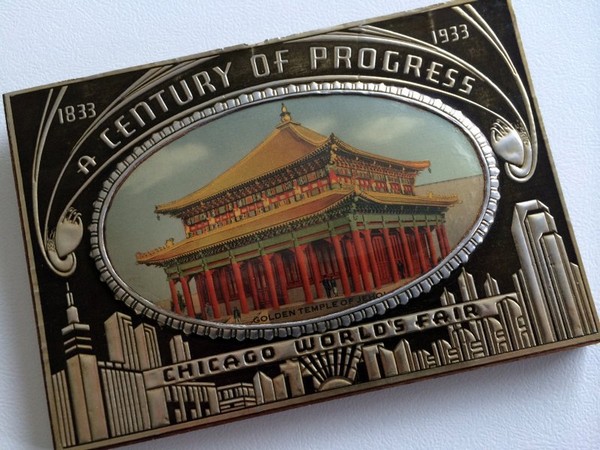 1833
1933
A CENTURY OF PROGRESS
GOLDEN TEMPLE OF JEHOL
CHICAGO WORLD'S FAIR